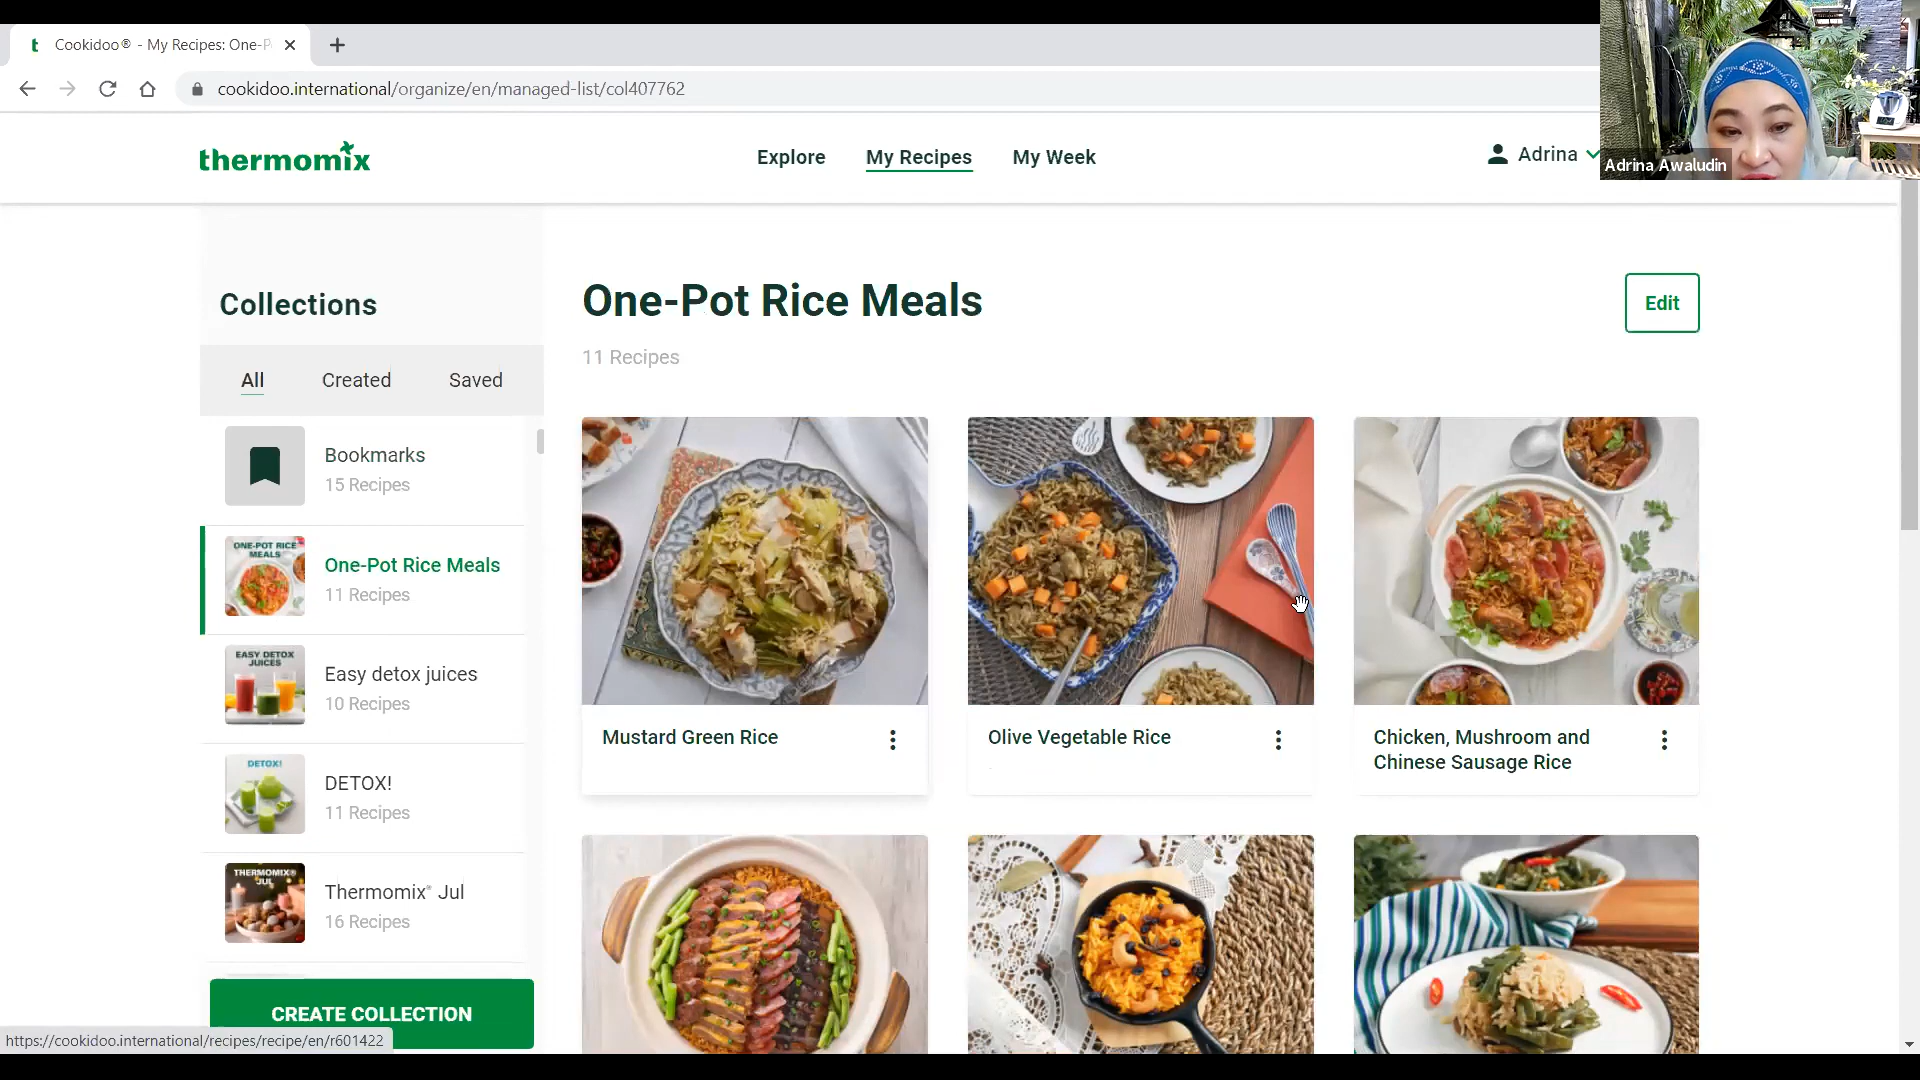 Cookidoo® - My Recipes: One-P
cookidoo.international/organize/en/managed-list/col407762
thermomix
Explore
My Recipes
My Week
Adrina
Adrina Awaludin
Collections
All
Created
Saved
Bookmarks
15 Recipes
ONE-POT RICE
MEALS
One-Pot Rice Meals
11 Recipes
EASY DETOX
JUICES
Easy detox juices
10 Recipes
DETOX!
DETOX!
11 Recipes
THERMOMIX®
JUL
Thermomix® Jul
16 Recipes
CREATE COLLECTION
https://cookidoo.international/recipes/recipe/en/r601422
One-Pot Rice Meals
Edit
11 Recipes
Mustard Green Rice
Olive Vegetable Rice
Chicken, Mushroom and
Chinese Sausage Rice